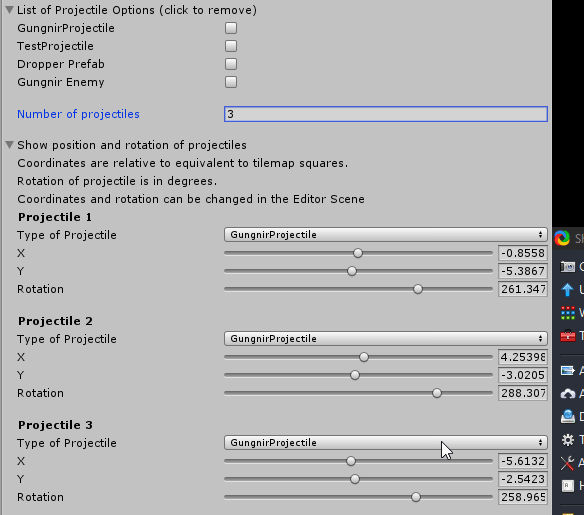 List of Projectile Options (click to remove)
GungnirProjectile
TestProjectile
Dropper Prefab
Gungnir Enemy
Number of projectiles 3
Show position and rotation of projectiles
Coordinates are relative to equivalent to tilemap squares.
Rotation of projectile is in degrees.
Coordinates and rotation can be changed in the Editor Scene
Projectile 1
Type of Projectile GungnirProjectile
X -0.8558
Y -5.3867
Rotation 261.347
Projectile 2
Type of Projectile GungnirProjectile
X 4.25398
Y -3.0205
Rotation 288.307
Projectile 3
Type of Projectile GungnirProjectile
X -5.6132
Y -2.5423
Rotation 258.965